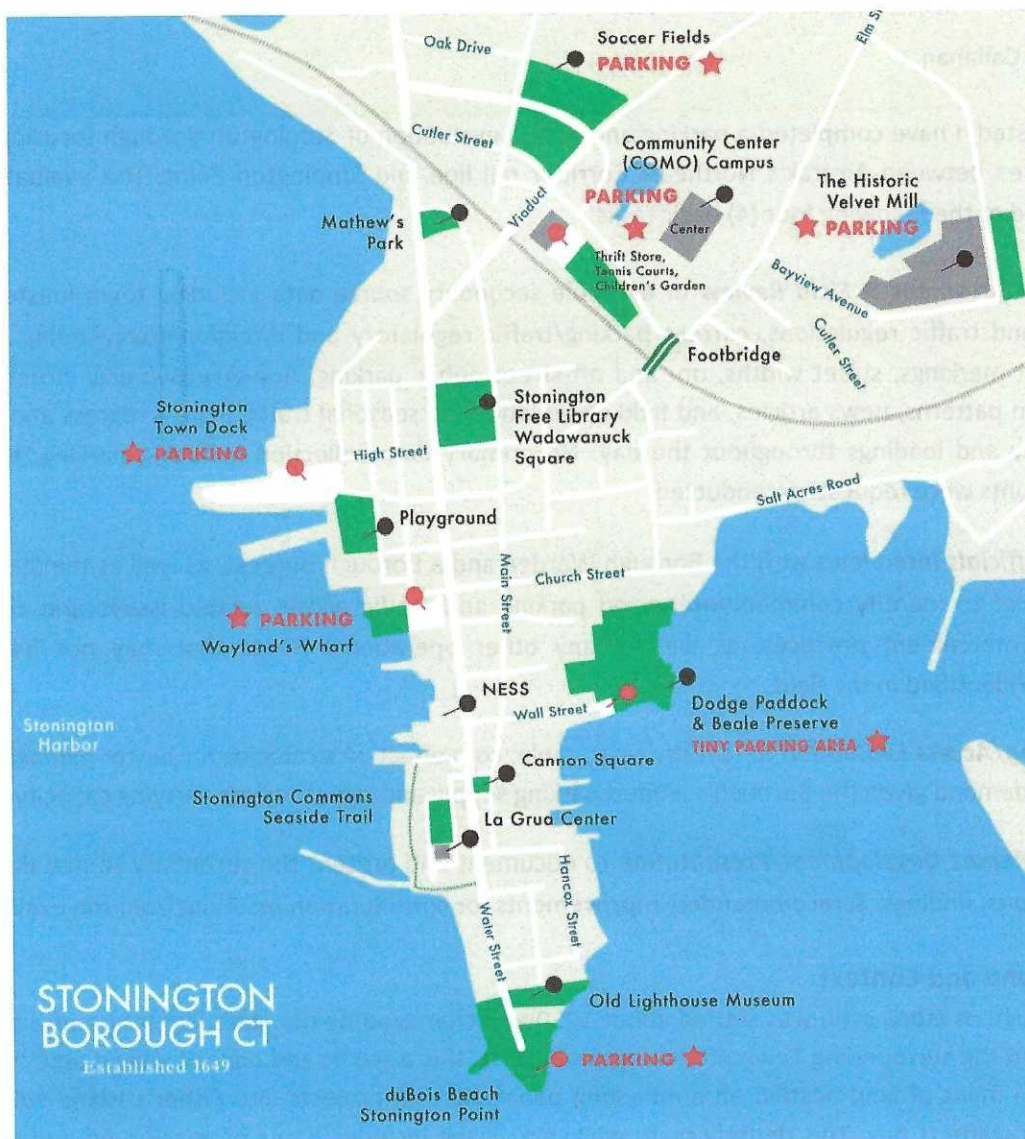 Oak Drive
Elm St
Soccer Fields
PARKING
Cutler Street
Community Center
(COMO) Campus
PARKING
Center
The Historic
Velvet Mill
PARKING
Mathew's
Park
Viaduct
Thrift Store,
Tennis Courts,
Children's Garden
Bayview Avenue
Cutler Street
Footbridge
Stonington
Free Library
Wadawanuck
Square
Stonington
Town Dock
PARKING
High Street
Salt Acres Road
Playground
Main Street
Church Street
PARKING
Wayland's Wharf
NESS
Wall Street
Dodge Paddock
& Beale Preserve
TINY PARKING AREA
Stonington
Harbor
Cannon Square
Stonington Commons
Seaside Trail
La Grua Center
Hancox Street
Water Street
Old Lighthouse Museum
STONINGTON
BOROUGH CT
Established 1649
PARKING
duBois Beach
Stonington Point